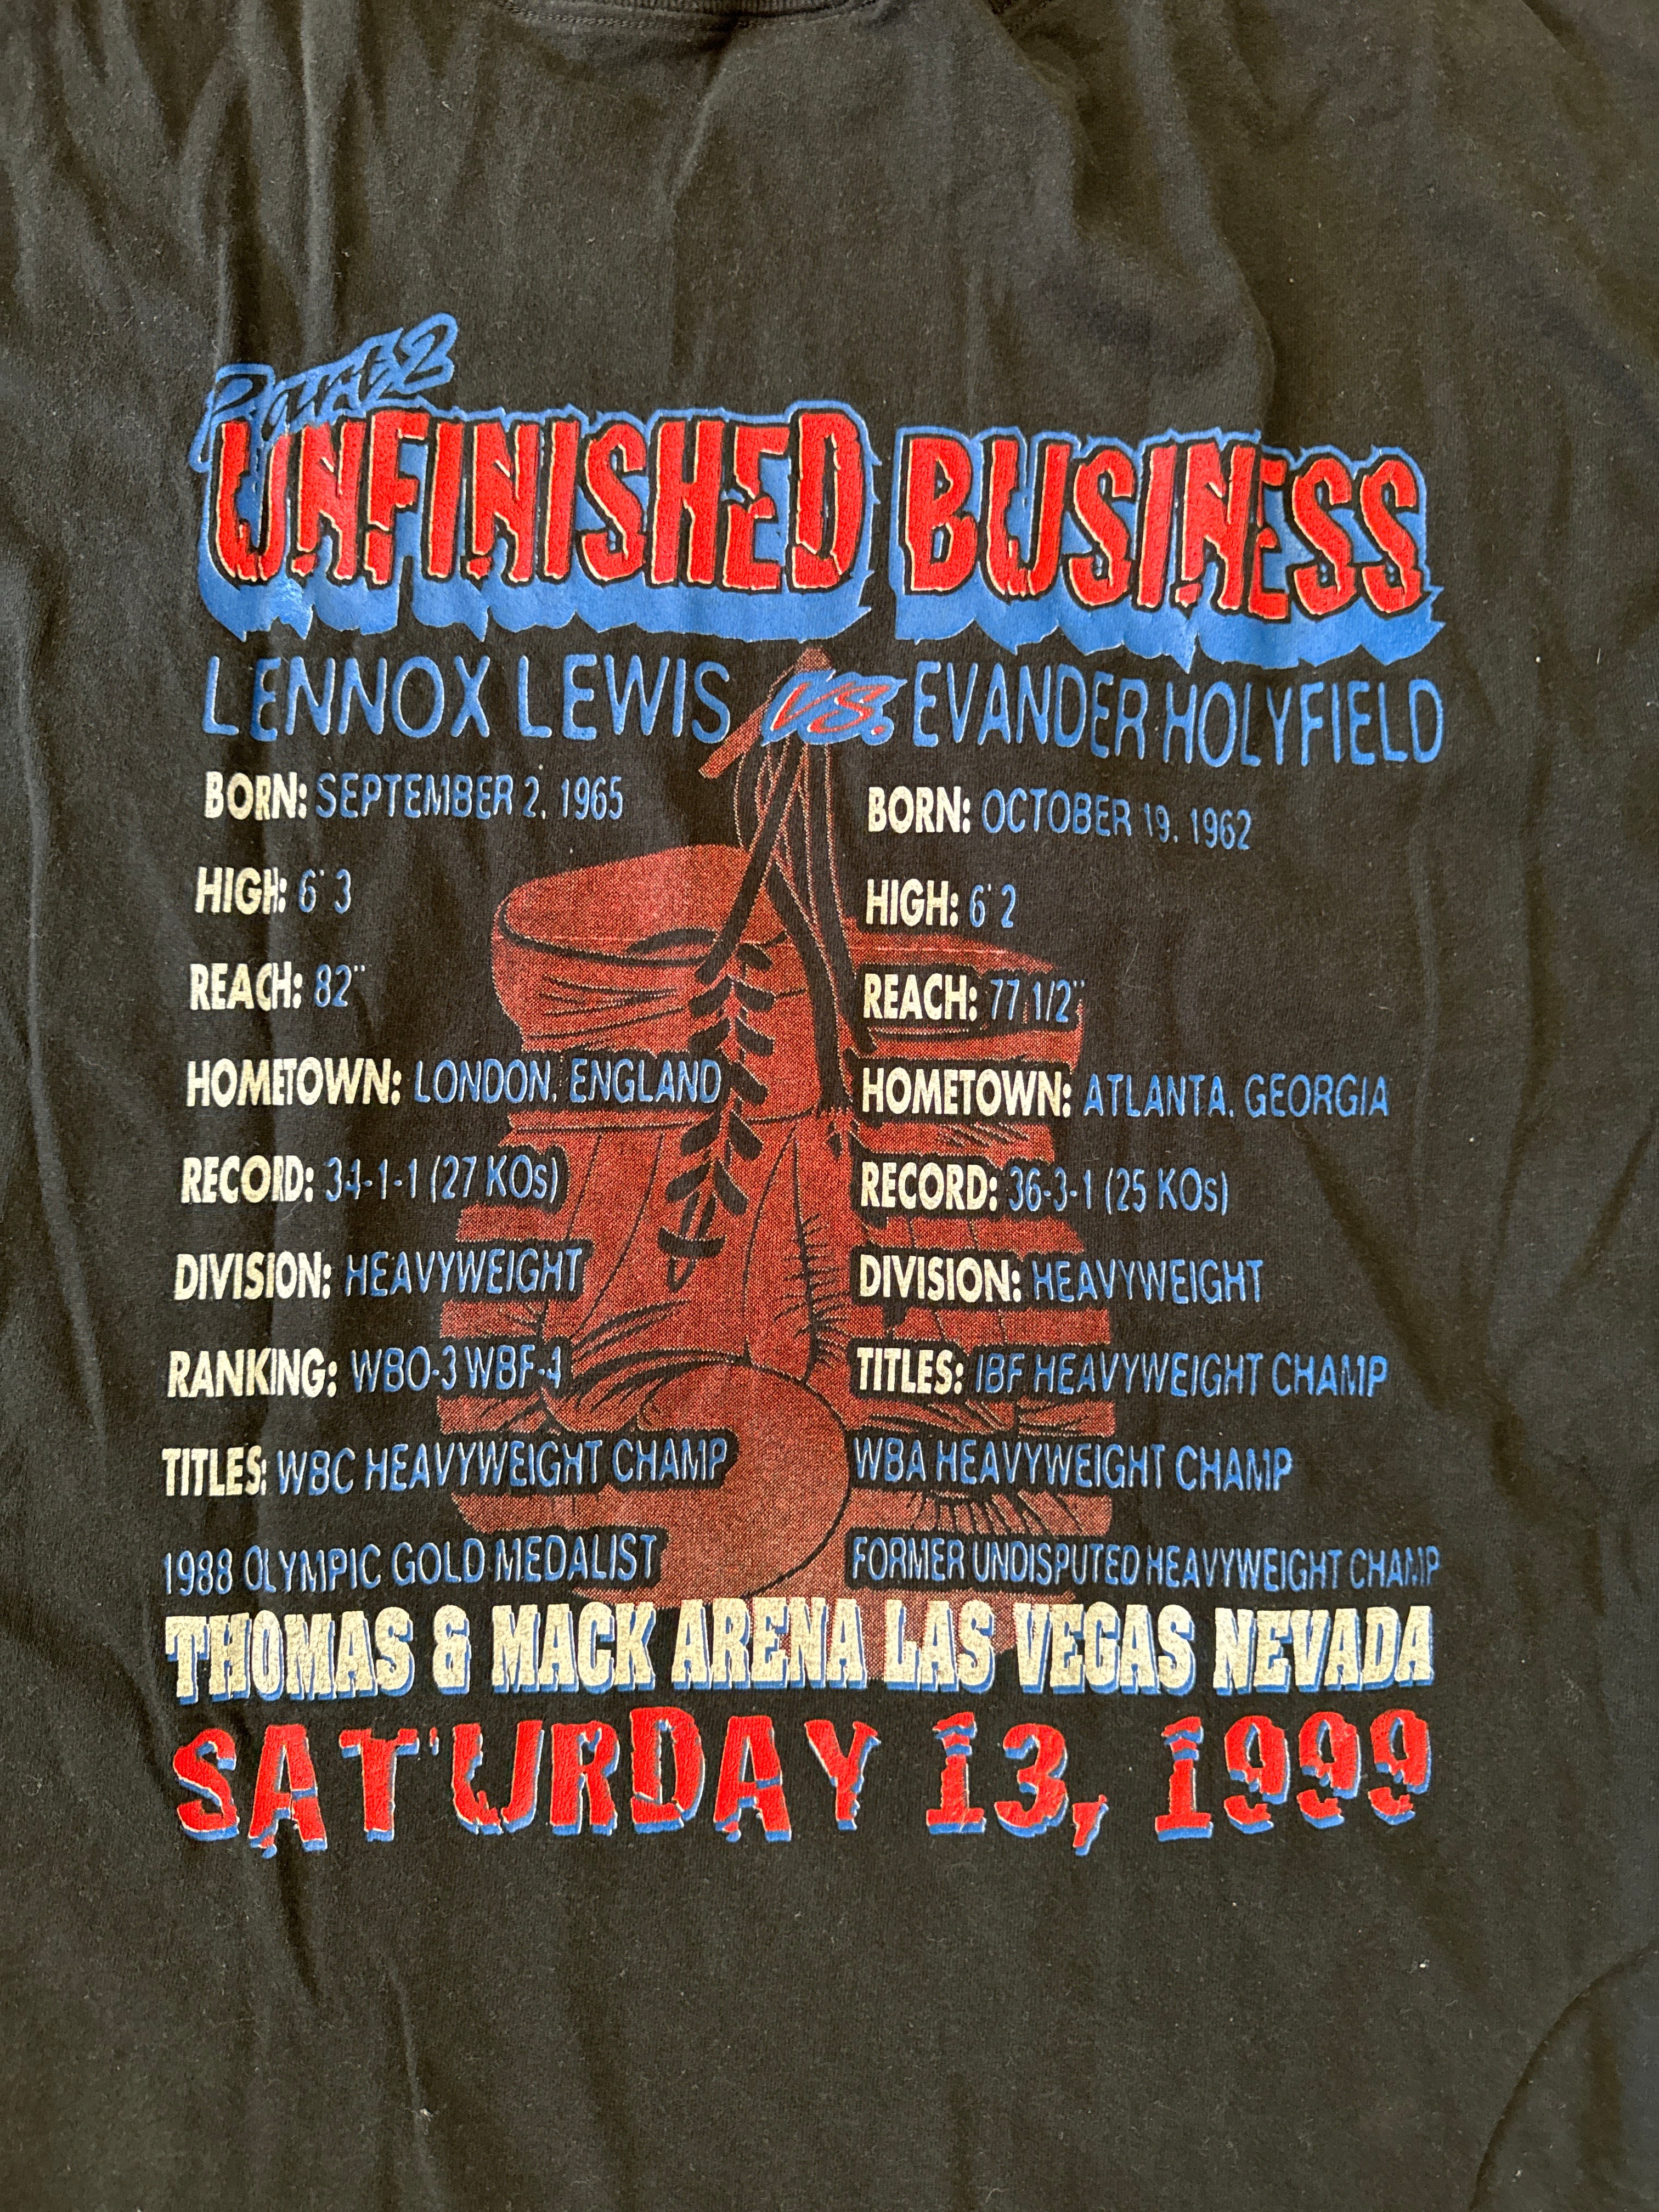 UNFINISHED BUSINESS
LENNOX LEWIS VS. EVANDER HOLYFIELD
BORN: SEPTEMBER 2, 1965
HIGH: 6' 3
REACH: 82"
HOMETOWN: LONDON, ENGLAND
RECORD: 34-1-1 (27 KOs)
DIVISION: HEAVYWEIGHT
RANKING: WBO-3 WBF-4
TITLES: WBC HEAVYWEIGHT CHAMP
1988 OLYMPIC GOLD MEDALIST
BORN: OCTOBER 19, 1962
HIGH: 6' 2
REACH: 77 1/2"
HOMETOWN: ATLANTA, GEORGIA
RECORD: 36-3-1 (25 KOs)
DIVISION: HEAVYWEIGHT
TITLES: IBF HEAVYWEIGHT CHAMP
WBA HEAVYWEIGHT CHAMP
FORMER UNDISPUTED HEAVYWEIGHT CHAMP
THOMAS & MACK ARENA LAS VEGAS NEVADA
SATURDAY 13, 1999